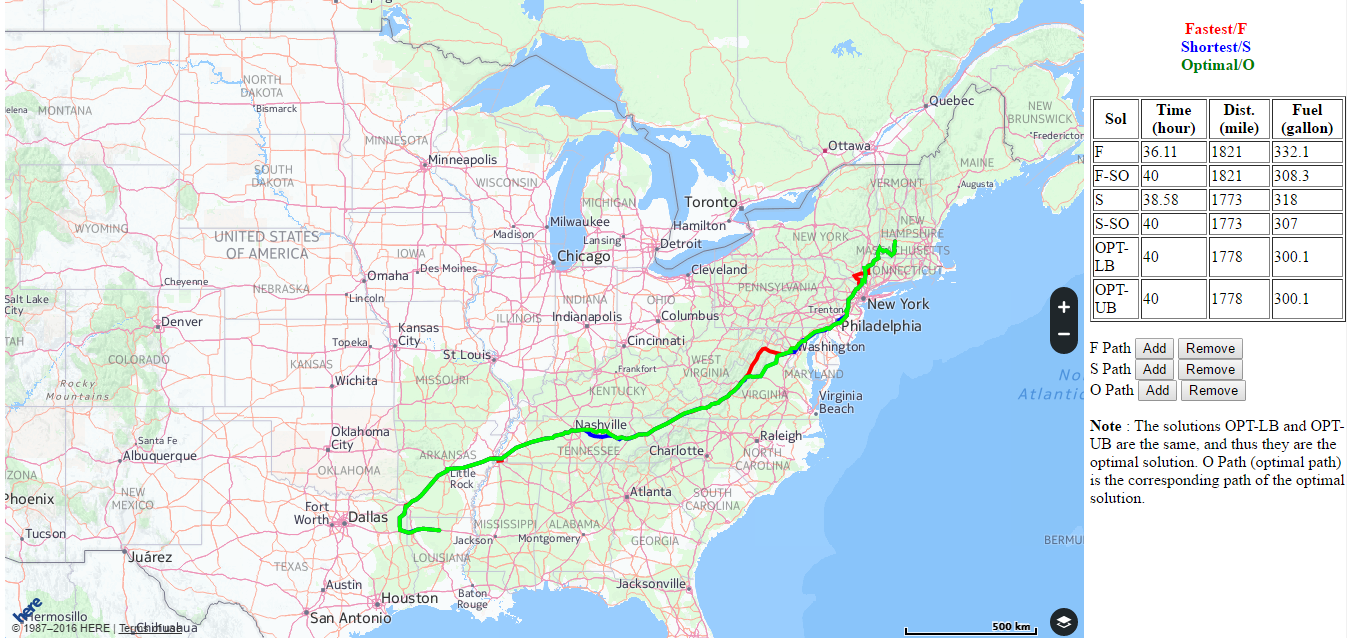 Fastest/F
Shortest/S
Optimal/O
Sol Time (hour) Dist. (mile) Fuel (gallon)
F 36.11 1821 332.1
F-SO 40 1821 308.3
S 38.58 1773 318
S-SO 40 1773 307
OPT-LB 40 1778 300.1
OPT-UB 40 1778 300.1
F Path Add Remove
S Path Add Remove
O Path Add Remove
Note : The solutions OPT-LB and OPT-
UB are the same, and thus they are the
optimal solution. O Path (optimal path)
is the corresponding path of the optimal
solution.
Quebec
NEW
BRUNSWICK
Fredericton
NORTH
DAKOTA
Bismarck
elena
MONTANA
MINNESOTA
Minneapolis
Ottawa
MAINE
Augusta
VERMONT
SOUTH
DAKOTA
WISCONSIN
MICHIGAN
Toronto
Hamilton
NEW
HAMPSHIRE
WYOMING
Milwaukee
Madison
Lansing
Detroit
NEW YORK
MASSACHUSETTS
UNITED STATES
OF AMERICA
IOWA
Chicago
Cleveland
CONNECTICUT
Omaha
Des Moines
Cheyenne
NEBRASKA
Lincoln
PENNSYLVANIA
Salt Lake
City
INDIANA
OHIO
New York
Trenton
ILLINOIS
Indianapolis
Columbus
Philadelphia
Denver
Kansas
City
Topeka
Cincinnati
Washington
TAH
COLORADO
St Louis
KANSAS
Frankfort
WEST
VIRGINIA
MARYLAND
Rocky
Mountains
Wichita
MISSOURI
KENTUCKY
VIRGINIA
Virginia
Beach
No
Atlantic
Santa Fe
Albuquerque
Oklahoma
City
Nashville
TENNESSEE
Raleigh
Charlotte
NORTH
CAROLINA
ARKANSAS
OKLAHOMA
Little
Rock
ZONA
Phoenix
NEW
MEXICO
Atlanta
SOUTH
CAROLINA
Fort
Worth
Dallas
Tucson
MISSISSIPPI
ALABAMA
Jackson
Montgomery
GEORGIA
BERMU
Juárez
LOUISIANA
TEXAS
Jacksonville
Austin
Houston
Baton
Rouge
San Antonio
here
Hermosillo
Chihuahua
© 1987–2016 HERE | Terms of use
500 km
+
−